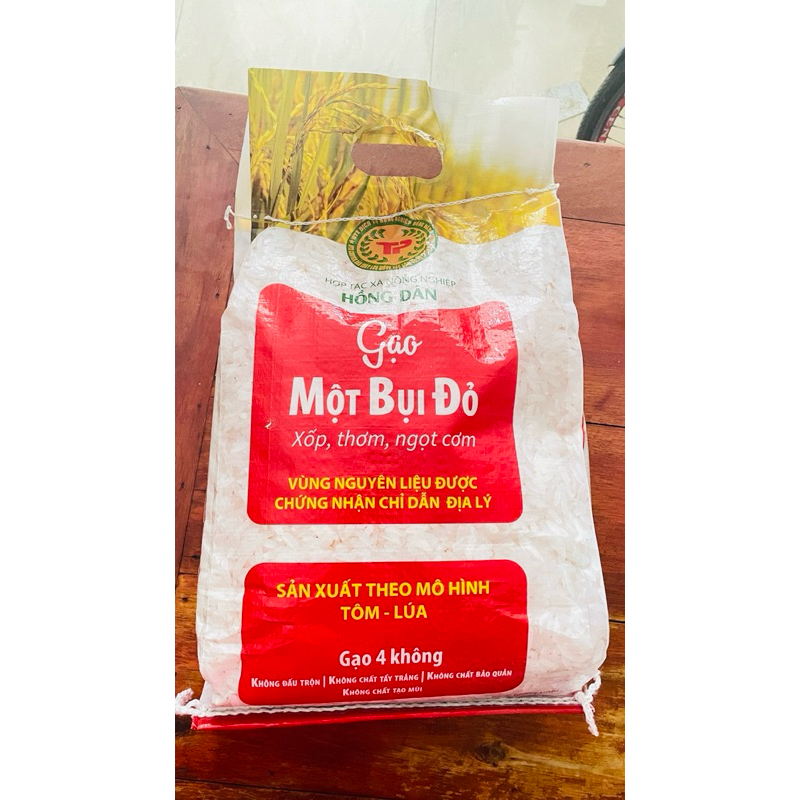 TP
HỢP TÁC XÃ NÔNG NGHIỆP
HỒNG DÂN
Gạo
MỘT BỤI ĐỎ
Xốp, thơm, ngọt cơm
VÙNG NGUYÊN LIỆU ĐƯỢC
CHỨNG NHẬN CHỈ DẪN ĐỊA LÝ
SẢN XUẤT THEO MÔ HÌNH
TÔM - LÚA
Gạo 4 không
KHÔNG ĐẤU TRỘN | KHÔNG CHẤT TẨY TRẮNG | KHÔNG CHẤT BẢO QUẢN
KHÔNG CHẤT TẠO MÙI